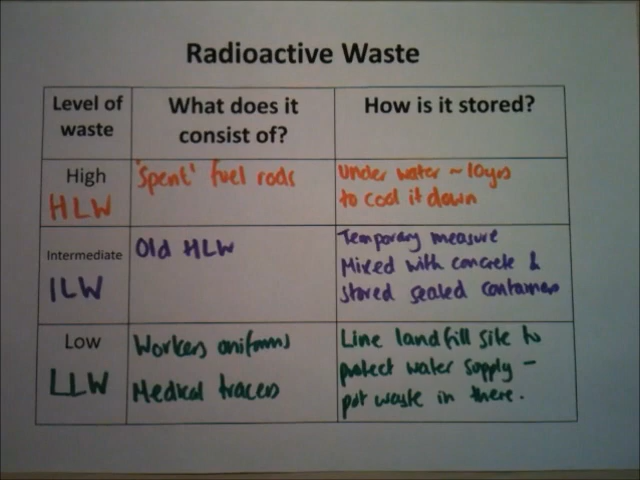 Radioactive Waste
Level of
waste
What does it
consist of?
How is it stored?
High
HLW
'Spent' fuel rods
Under water ~ 10yrs
to cool it down
Intermediate
ILW
Old HLW
Temporary measure
Mixed with concrete &
stored sealed containers
Low
LLW
Workers uniforms
Medical tracers
Line landfill site to
protect water supply –
put waste in there.